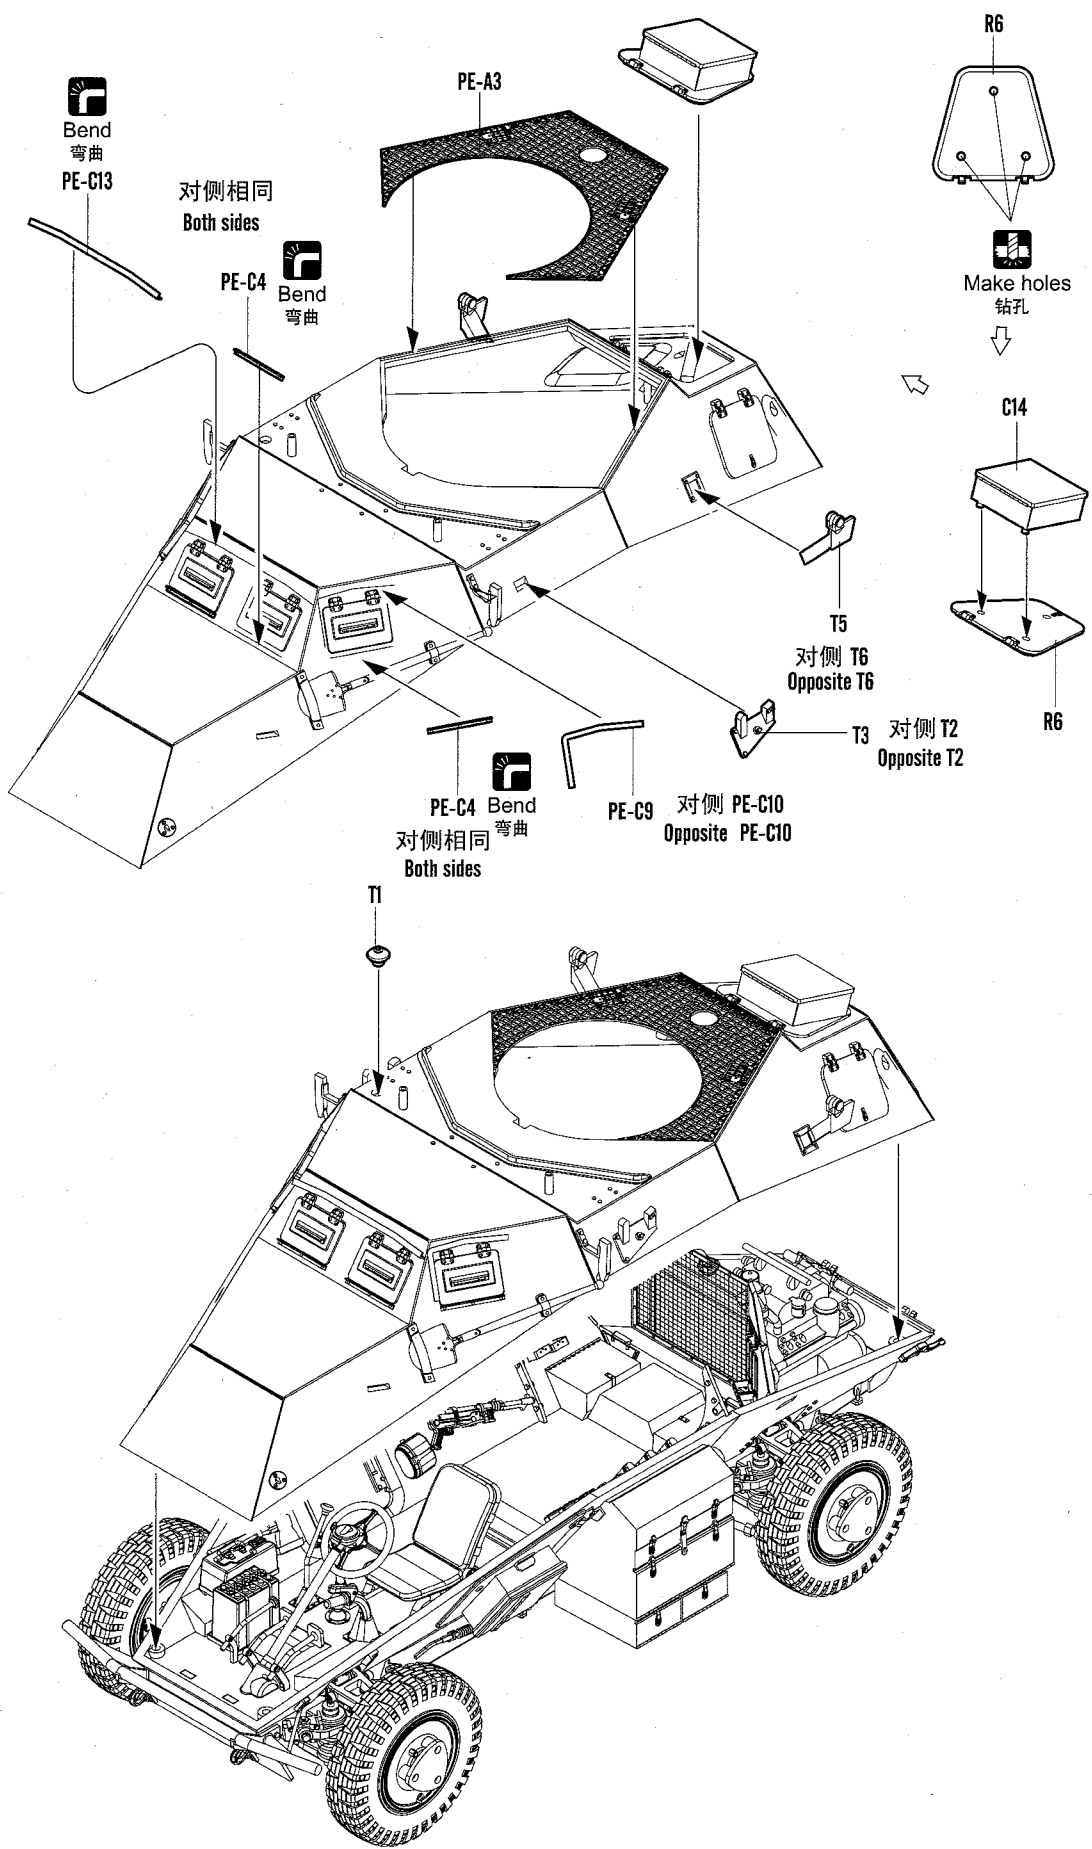 R6
PE-A3
Bend
弯曲
PE-C13
对侧相同
Both sides
PE-C4
Bend
弯曲
Make holes
钻孔
C14
T5
对侧 T6
Opposite T6
R6
T3
对侧 T2
Opposite T2
PE-C4
Bend
弯曲
对侧相同
Both sides
PE-C9
对侧 PE-C10
Opposite PE-C10
T1